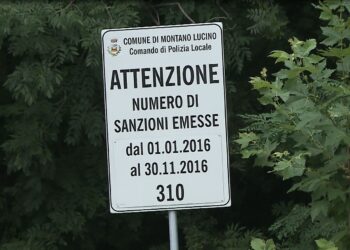 COMUNE DI MONTANO LUCINO
Comando di Polizia Locale
ATTENZIONE
NUMERO DI
SANZIONI EMESSE
dal 01.01.2016
al 30.11.2016
310